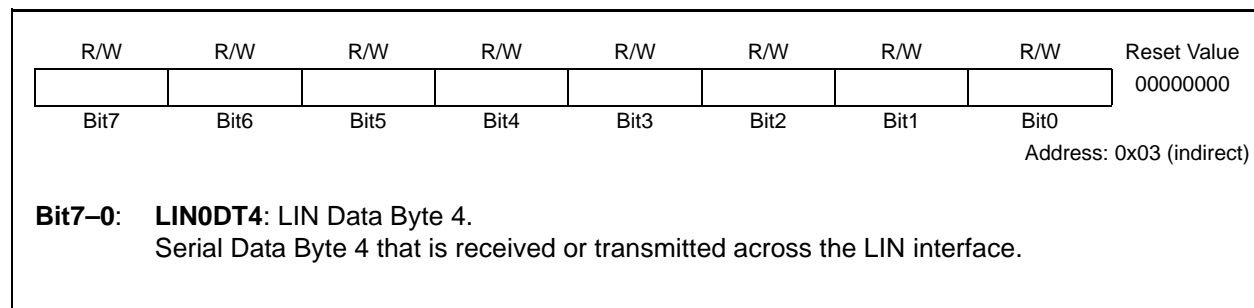 R/W R/W R/W R/W R/W R/W R/W R/W Reset Value
00000000
Bit7 Bit6 Bit5 Bit4 Bit3 Bit2 Bit1 Bit0
Address: 0x03 (indirect)
Bit7–0: LIN0DT4: LIN Data Byte 4.
Serial Data Byte 4 that is received or transmitted across the LIN interface.